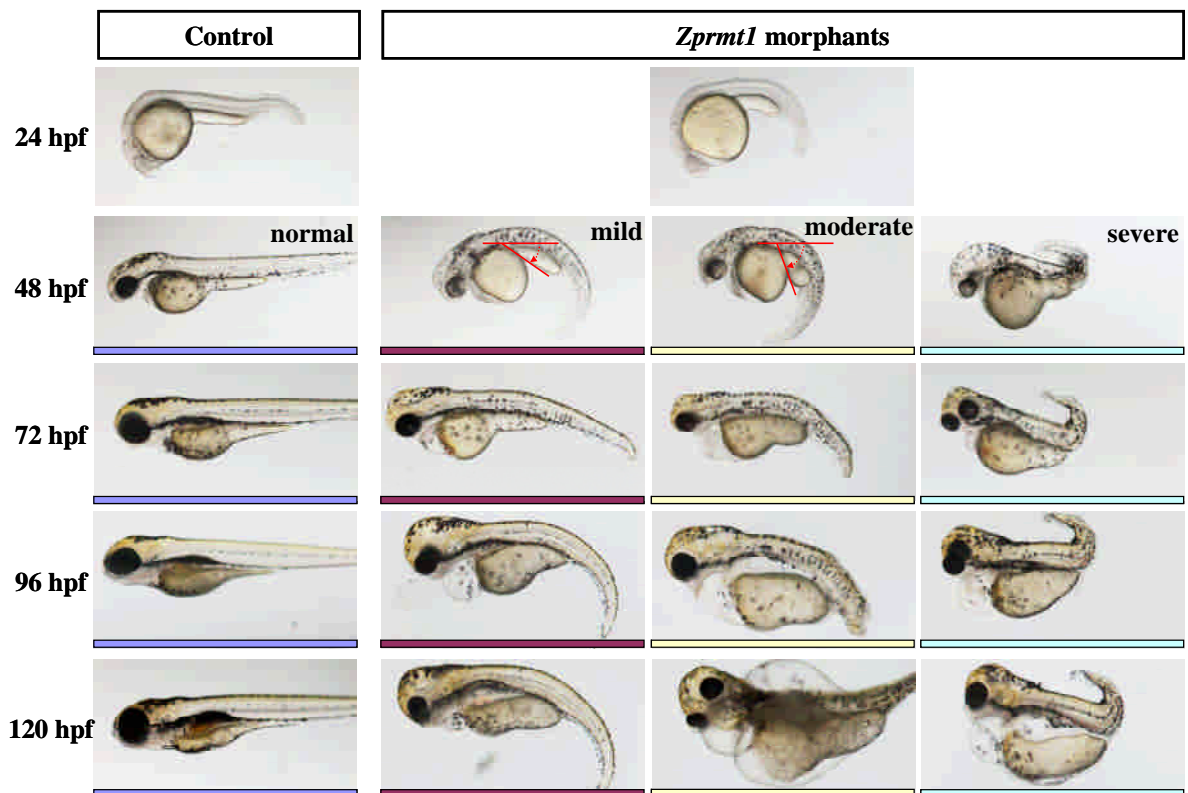 Control
Zprmt1 morphants
24 hpf
48 hpf
normal
mild
moderate
severe
72 hpf
96 hpf
120 hpf